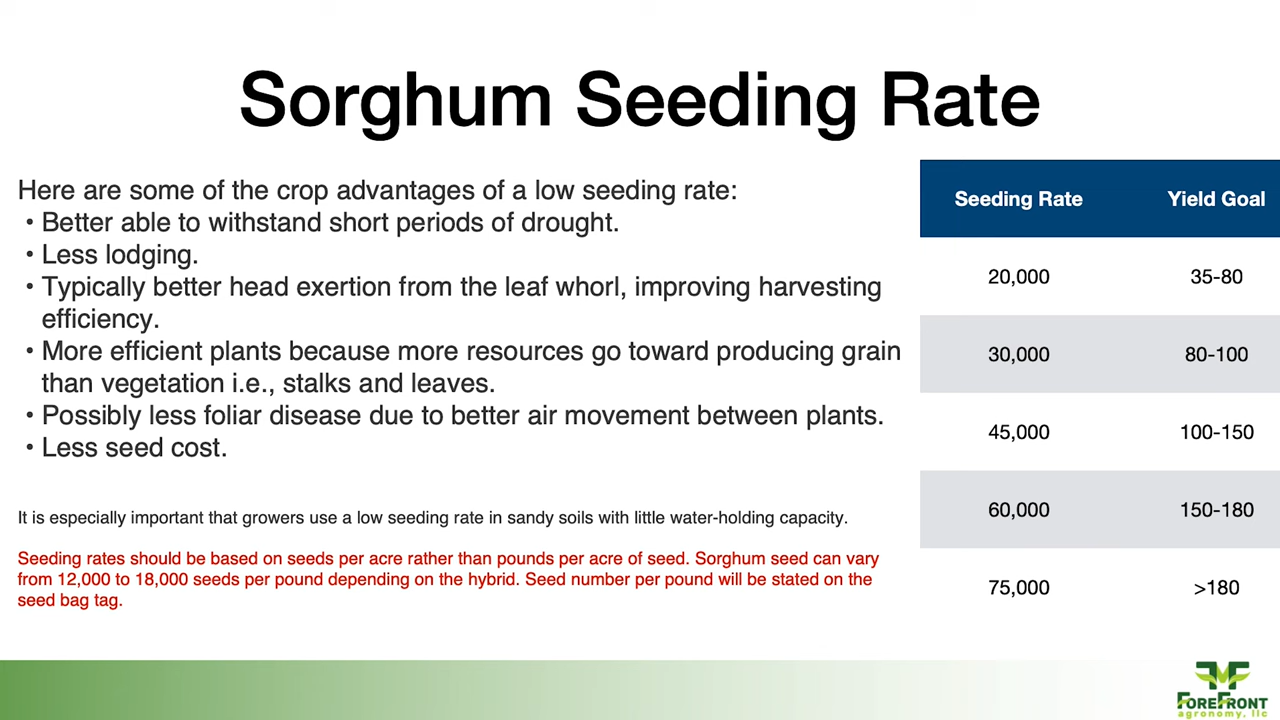 Sorghum Seeding Rate
Here are some of the crop advantages of a low seeding rate:
• Better able to withstand short periods of drought.
• Less lodging.
• Typically better head exertion from the leaf whorl, improving harvesting
efficiency.
• More efficient plants because more resources go toward producing grain
than vegetation i.e., stalks and leaves.
• Possibly less foliar disease due to better air movement between plants.
• Less seed cost.
It is especially important that growers use a low seeding rate in sandy soils with little water-holding capacity.
Seeding rates should be based on seeds per acre rather than pounds per acre of seed. Sorghum seed can vary
from 12,000 to 18,000 seeds per pound depending on the hybrid. Seed number per pound will be stated on the
seed bag tag.
Seeding Rate Yield Goal
20,000 35-80
30,000 80-100
45,000 100-150
60,000 150-180
75,000 >180
FOREFRONT
agronomy, llc